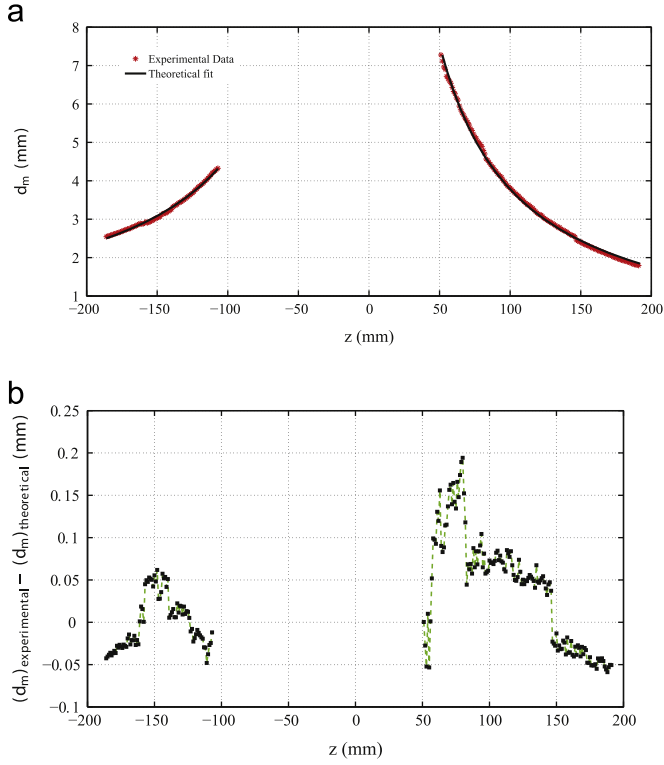 a
8
7
6
5
4
3
2
1
d_m (mm)
Experimental Data
Theoretical fit
−200 −150 −100 −50 0 50 100 150 200
z (mm)
b
0.25
0.2
0.15
0.1
0.05
0
−0.05
−0.1
(d_m)experimental − (d_m)theoretical (mm)
−200 −150 −100 −50 0 50 100 150 200
z (mm)